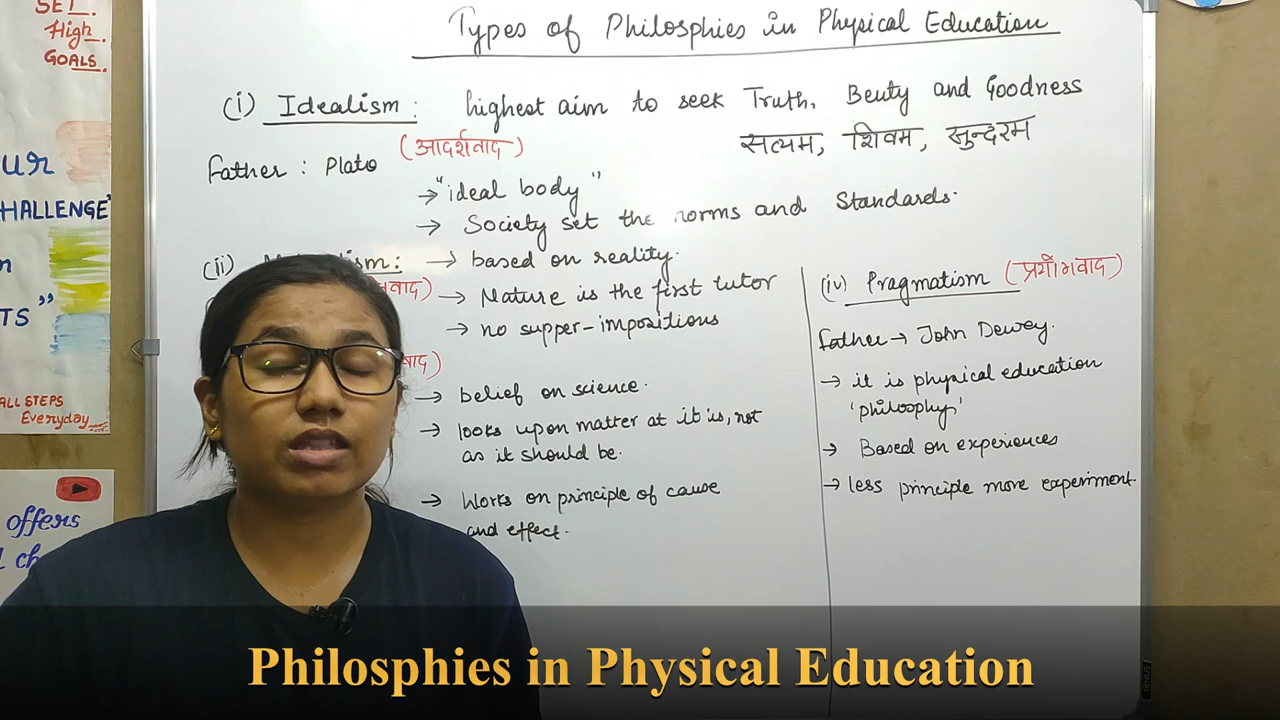 SET
High
GOALS
Types of Philosphies in Physical Education
(i) Idealism : highest aim to seek Truth, Beuty and Goodness
(आदर्शवाद)
सत्यम, शिवम, सुन्दरम
Father : Plato
→ "ideal body"
→ Society set the norms and Standards.
(ii)
→ based on reality.
→ Nature is the first tutor
→ no supper-impositions
→ belief on science.
→ looks upon matter at it is, not
as it should be.
→ Works on principle of cause
and effect.
(iv) Pragmatism (प्रयोगवाद)
Father → John Dewey.
→ it is physical education
'philosophy'
→ Based on experiences
→ less principle more experiment.
HALLENGE
TS"
ALL STEPS
Everyday
offers
Philosphies in Physical Education